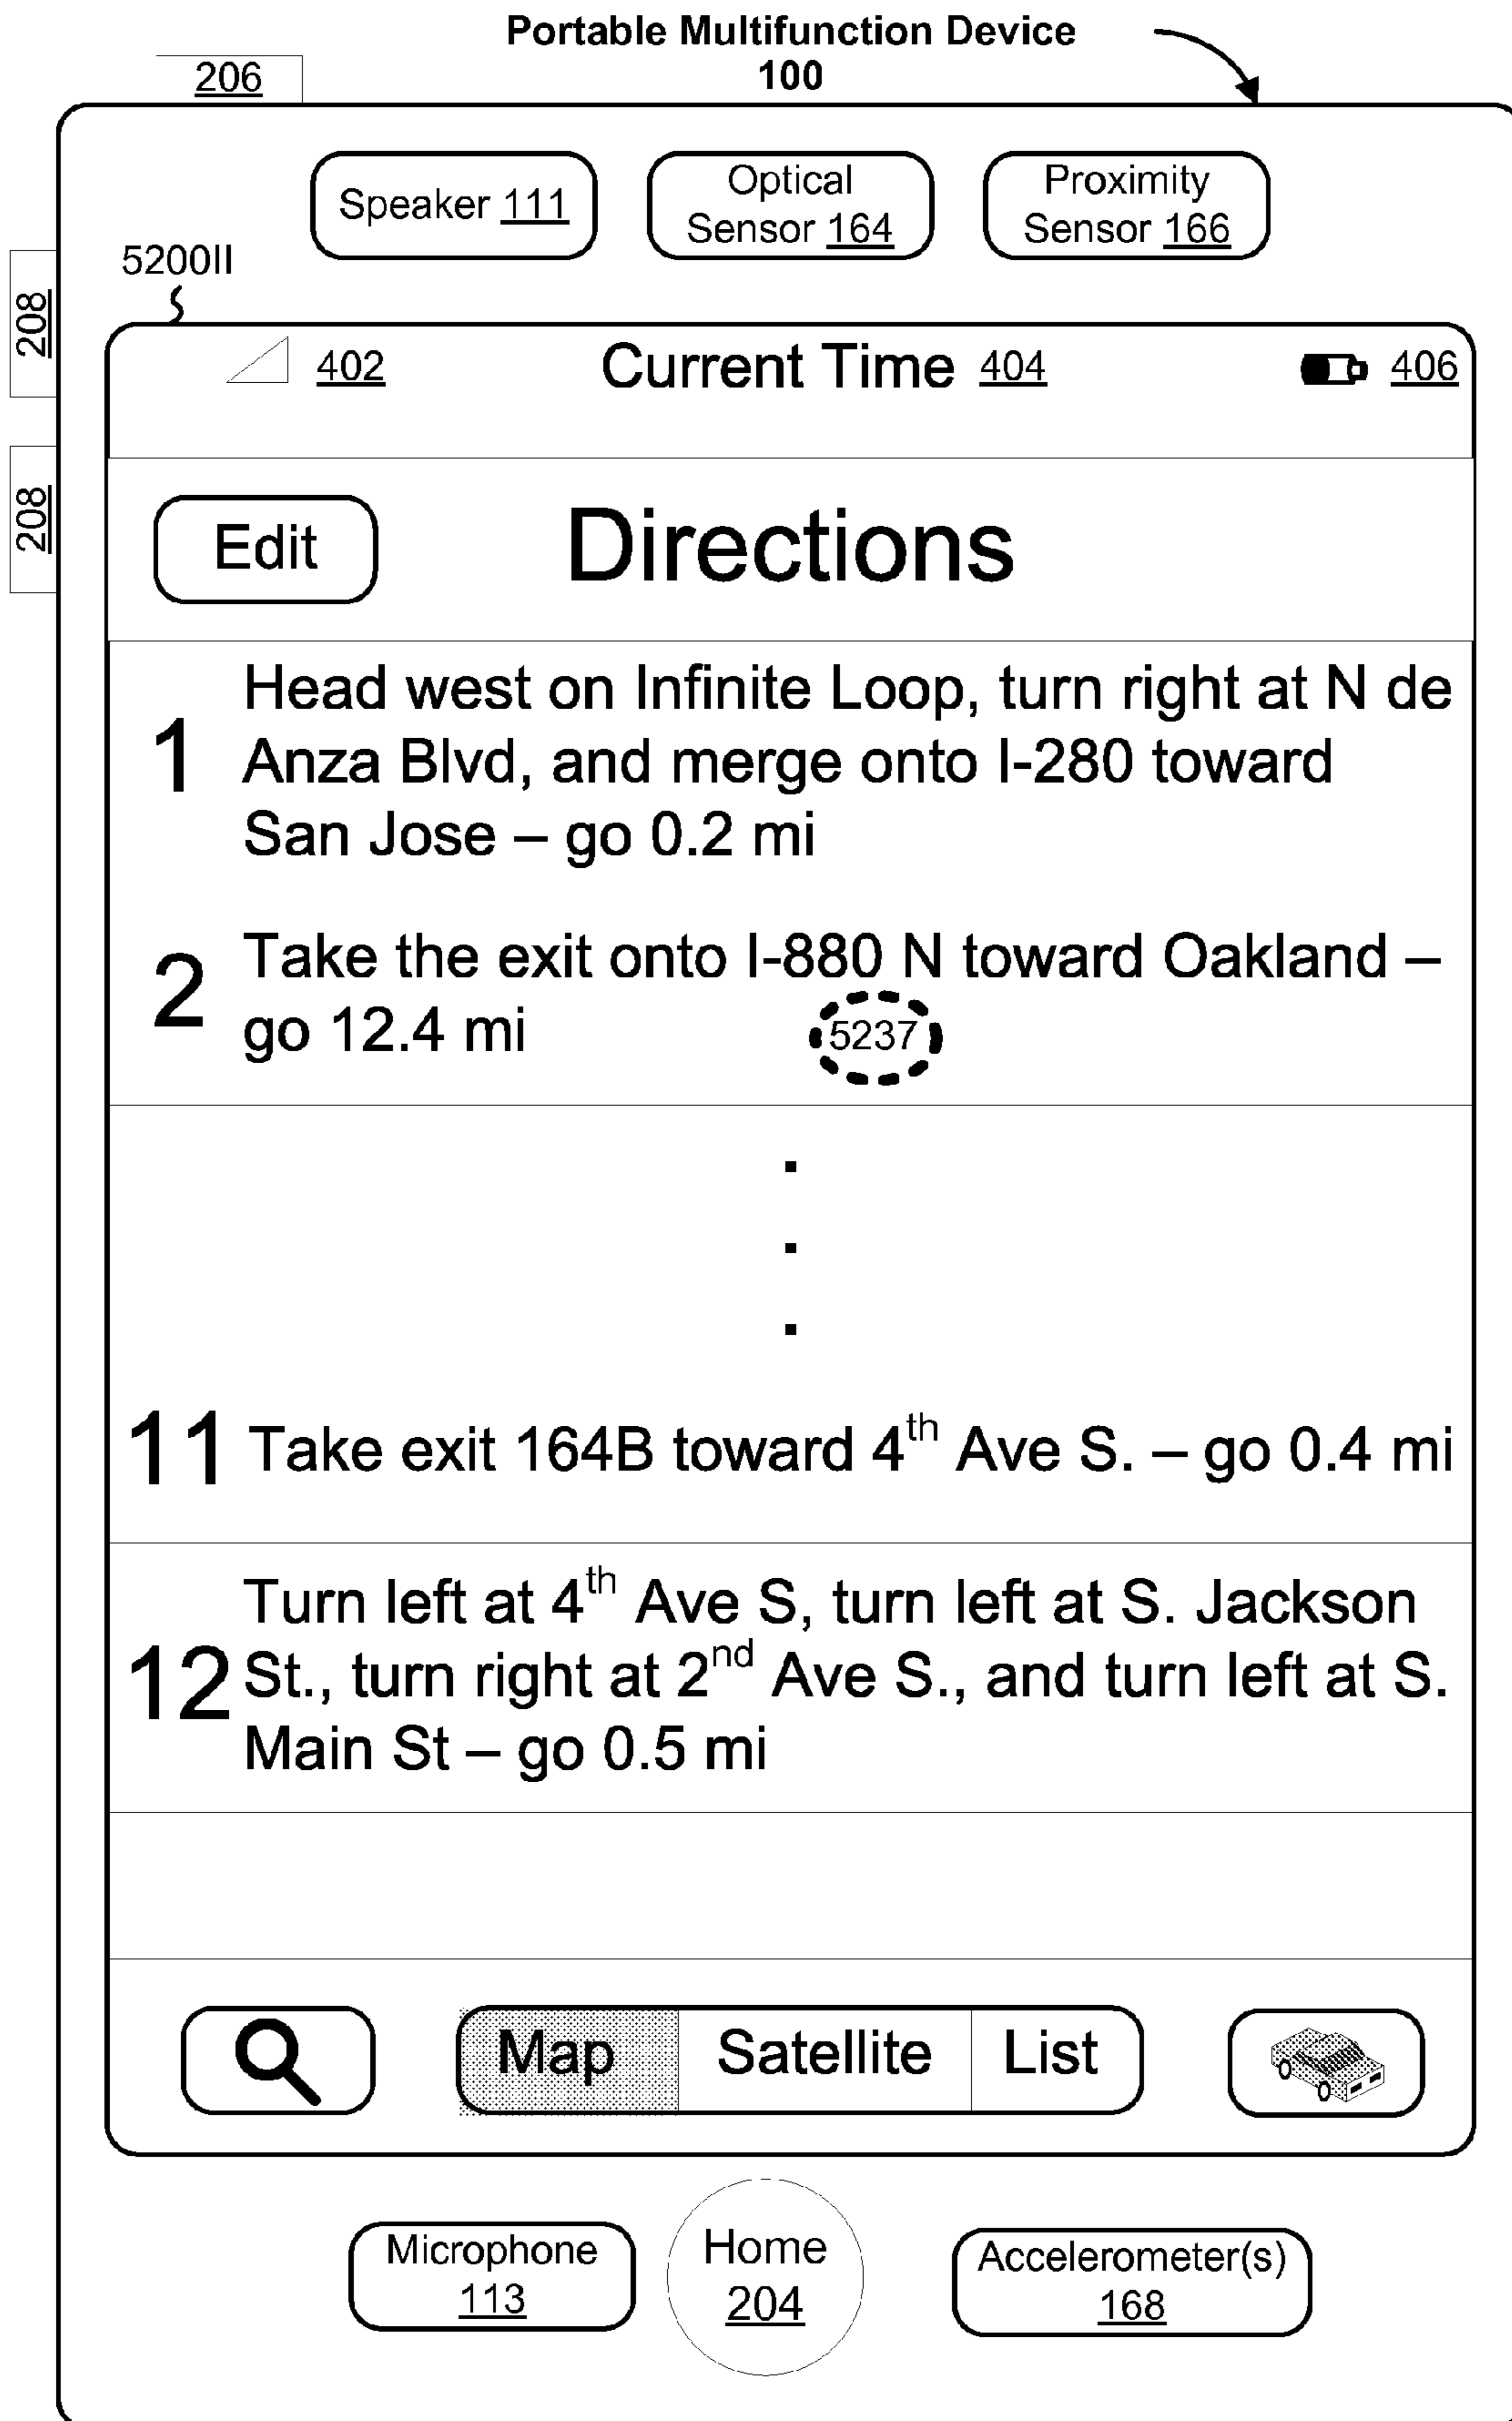 Portable Multifunction Device
100
206
Speaker 111
Optical
Sensor 164
Proximity
Sensor 166
5200II
208
208
402
Current Time 404
406
Edit
Directions
1
Head west on Infinite Loop, turn right at N de
Anza Blvd, and merge onto I-280 toward
San Jose – go 0.2 mi
2
Take the exit onto I-880 N toward Oakland –
go 12.4 mi
5237
11 Take exit 164B toward 4th Ave S. – go 0.4 mi
12
Turn left at 4th Ave S, turn left at S. Jackson
St., turn right at 2nd Ave S., and turn left at S.
Main St – go 0.5 mi
Map
Satellite
List
Microphone
113
Home
204
Accelerometer(s)
168